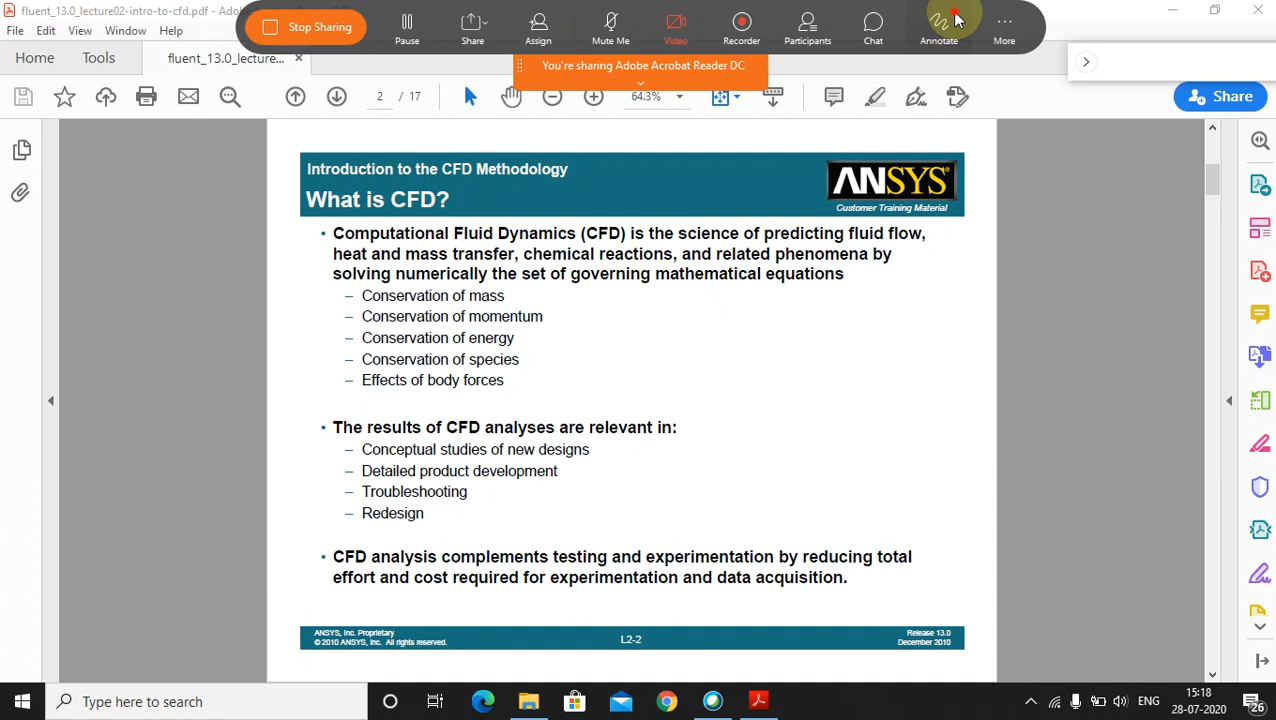 fluent_13.0_lecture02-intro-to-cfd.pdf
File Edit View Window Help
Stop Sharing
Pause
Share
Assign
Mute Me
Video
Recorder
Participants
Chat
Annotate
More
You're sharing Adobe Acrobat Reader DC
Home Tools fluent_13.0_lecture...
2 / 17
64.3%
Share
Introduction to the CFD Methodology
What is CFD?
ANSYS®
Customer Training Material
• Computational Fluid Dynamics (CFD) is the science of predicting fluid flow,
heat and mass transfer, chemical reactions, and related phenomena by
solving numerically the set of governing mathematical equations
– Conservation of mass
– Conservation of momentum
– Conservation of energy
– Conservation of species
– Effects of body forces
• The results of CFD analyses are relevant in:
– Conceptual studies of new designs
– Detailed product development
– Troubleshooting
– Redesign
• CFD analysis complements testing and experimentation by reducing total
effort and cost required for experimentation and data acquisition.
ANSYS, Inc. Proprietary
© 2010 ANSYS, Inc. All rights reserved.
L2-2
Release 13.0
December 2010
Type here to search
ENG
15:18
28-07-2020
26